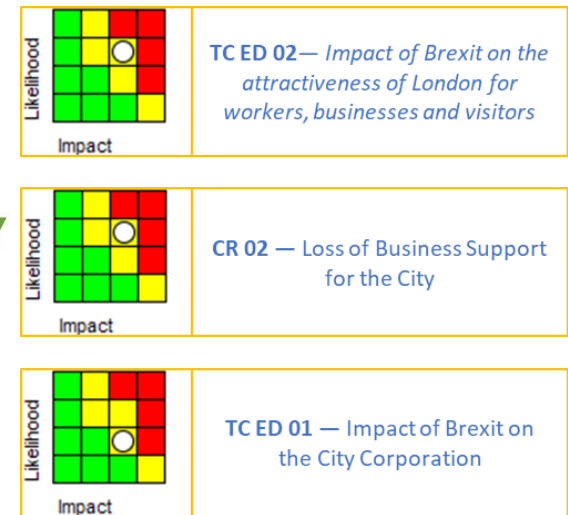 Likelihood
Impact
TC ED 02— Impact of Brexit on the
attractiveness of London for
workers, businesses and visitors
Likelihood
Impact
CR 02 — Loss of Business Support
for the City
Likelihood
Impact
TC ED 01 — Impact of Brexit on
the City Corporation